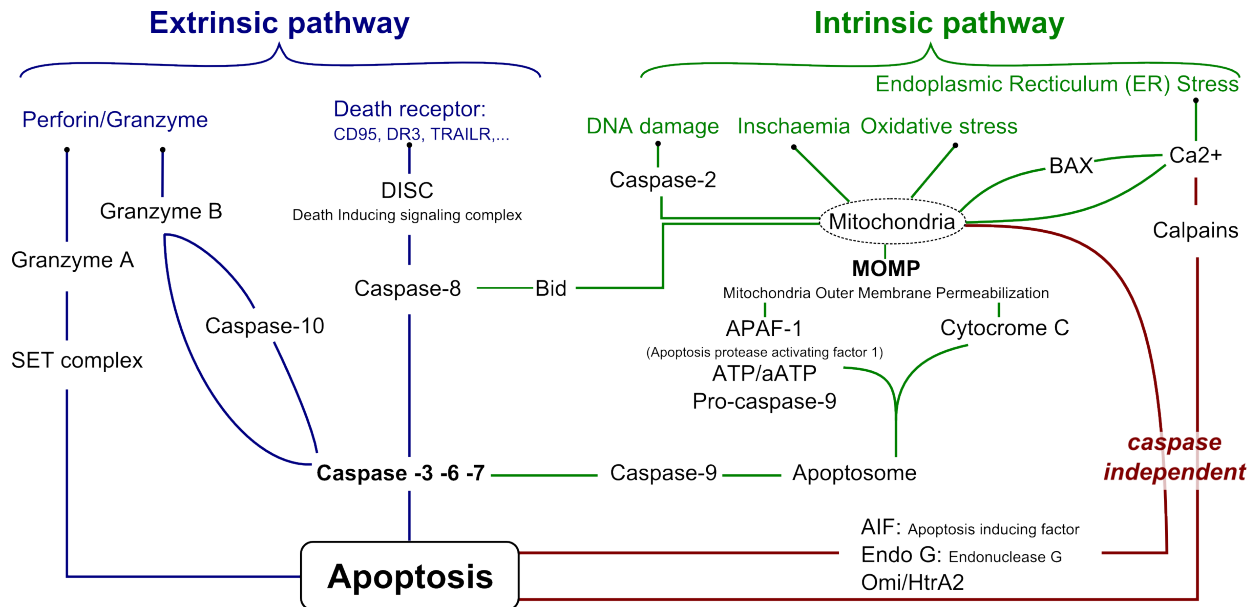 Extrinsic pathway
Intrinsic pathway
Perforin/Granzyme
Death receptor:
CD95, DR3, TRAILR,...
Endoplasmic Recticulum (ER) Stress
DNA damage
Inschaemia
Oxidative stress
Granzyme B
Granzyme A
SET complex
Caspase-10
DISC
Death Inducing signaling complex
Caspase-8
Bid
Caspase-2
BAX
Ca2+
Calpains
Mitochondria
MOMP
Mitochondria Outer Membrane Permeabilization
APAF-1
(Apoptosis protease activating factor 1)
ATP/aATP
Pro-caspase-9
Cytocrome C
Caspase -3 -6 -7
Caspase-9
Apoptosome
caspase
independent
AIF: Apoptosis inducing factor
Endo G: Endonuclease G
Omi/HtrA2
Apoptosis